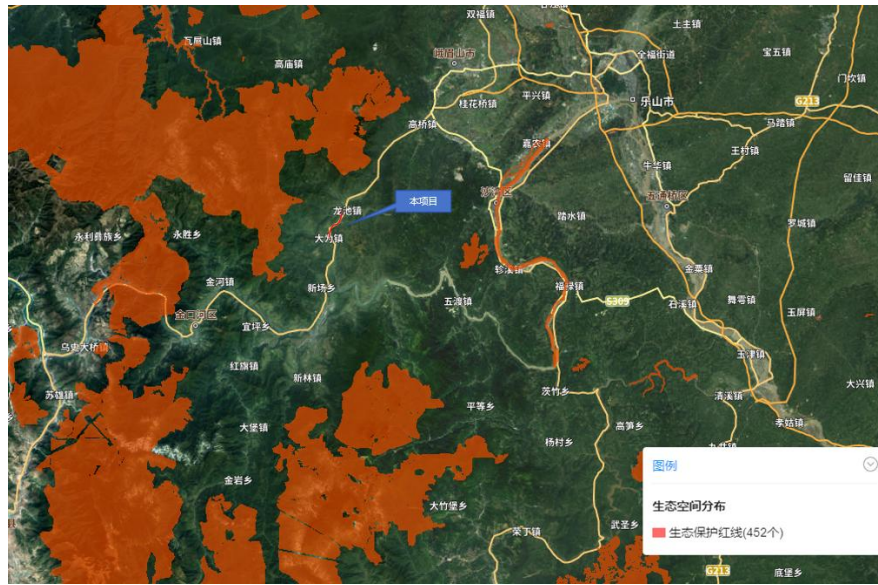 双福镇
土主镇
瓦屋山镇
峨眉山市
全福街道
宝五镇
高庙镇
门坎镇
平兴镇
桂花桥镇
乐山市
G213
高桥镇
马踏镇
嘉农镇
王村镇
牛华镇
留佳镇
沙湾区
五通桥区
本项目
龙池镇
踏水镇
罗城镇
永利彝族乡
永胜乡
大为镇
轸溪镇
金粟镇
金河镇
新场乡
五渡镇
福禄镇
S309
舞雩镇
石溪镇
玉屏镇
金口河区
宜坪乡
乌史大桥镇
玉津镇
红旗镇
新林镇
大兴镇
苏雄镇
茨竹乡
清溪镇
平等乡
孝姑镇
大堡镇
高笋乡
杨村乡
九井镇
图例
金岩乡
生态空间分布
大竹堡乡
武圣乡
生态保护红线(452个)
荣丁镇
G213
底堡乡